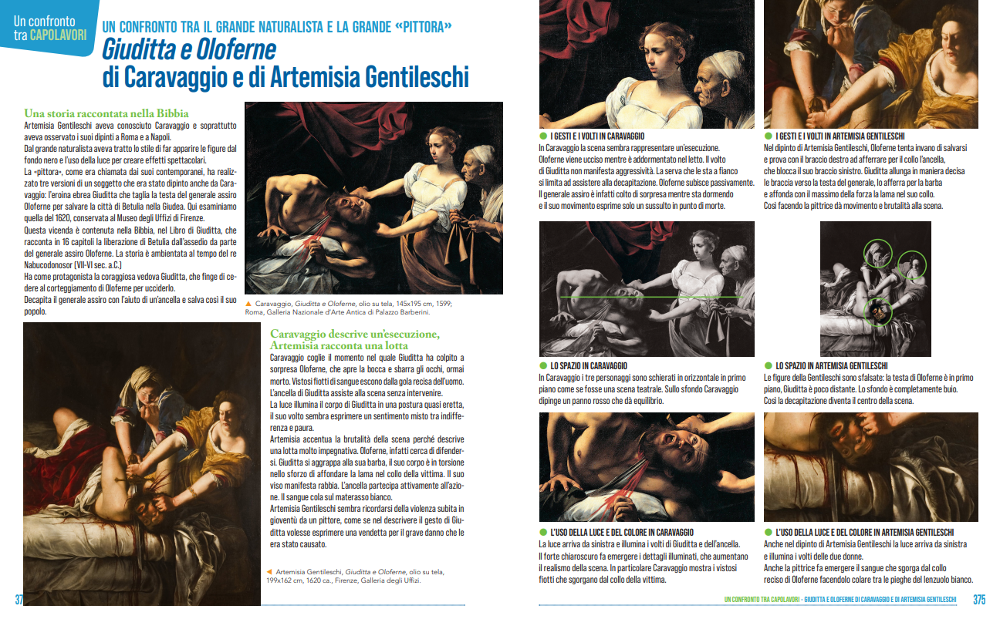 Un confronto
tra CAPOLAVORI
UN CONFRONTO TRA IL GRANDE NATURALISTA E LA GRANDE «PITTORA»
Giuditta e Oloferne
di Caravaggio e di Artemisia Gentileschi
Una storia raccontata nella Bibbia
Artemisia Gentileschi aveva conosciuto Caravaggio e soprattutto
aveva osservato i suoi dipinti a Roma e a Napoli.
Dal grande naturalista aveva tratto lo stile di far apparire le figure dal
fondo nero e l'uso della luce per creare effetti spettacolari.
La «pittora», come era chiamata dai suoi contemporanei, ha realiz-
zato tre versioni di un soggetto che era stato dipinto anche da Cara-
vaggio: l'eroina ebrea Giuditta che taglia la testa del generale assiro
Oloferne per salvare la città di Betulia nella Giudea. Qui esaminiamo
quella del 1620, conservata al Museo degli Uffizi di Firenze.
Questa vicenda è contenuta nella Bibbia, nel Libro di Giuditta, che
racconta in 16 capitoli la liberazione di Betulia dall'assedio da parte
del generale assiro Oloferne. La storia è ambientata al tempo del re
Nabucodonosor (VII-VI sec. a.C.)
Ha come protagonista la coraggiosa vedova Giuditta, che finge di ce-
dere al corteggiamento di Oloferne per ucciderlo.
Decapita il generale assiro con l'aiuto di un'ancella e salva così il suo
popolo.
Caravaggio, Giuditta e Oloferne, olio su tela, 145x195 cm, 1599;
Roma, Galleria Nazionale d'Arte Antica di Palazzo Barberini.
Caravaggio descrive un'esecuzione,
Artemisia racconta una lotta
Caravaggio coglie il momento nel quale Giuditta ha colpito a
sorpresa Oloferne, che apre la bocca e sbarra gli occhi, ormai
morto. Vistosi fiotti di sangue escono dalla gola recisa dell'uomo.
L'ancella di Giuditta assiste alla scena senza intervenire.
La luce illumina il corpo di Giuditta in una postura quasi eretta,
il suo volto sembra esprimere un sentimento misto tra indiffe-
renza e paura.
Artemisia accentua la brutalità della scena perché descrive
una lotta molto impegnativa. Oloferne, infatti cerca di difender-
si. Giuditta si aggrappa alla sua barba, il suo corpo è in torsione
nello sforzo di affondare la lama nel collo della vittima. Il suo
viso manifesta rabbia. L'ancella partecipa attivamente all'azio-
ne. Il sangue cola sul materasso bianco.
Artemisia Gentileschi sembra ricordarsi della violenza subita in
gioventù da un pittore, come se nel descrivere il gesto di Giu-
ditta volesse esprimere una vendetta per il grave danno che le
era stato causato.
Artemisia Gentileschi, Giuditta e Oloferne, olio su tela,
199x162 cm, 1620 ca., Firenze, Galleria degli Uffizi.
37
I GESTI E I VOLTI IN CARAVAGGIO
In Caravaggio la scena sembra rappresentare un'esecuzione.
Oloferne viene ucciso mentre è addormentato nel letto. Il volto
di Giuditta non manifesta aggressività. La serva che le sta a fianco
si limita ad assistere alla decapitazione. Oloferne subisce passivamente.
Il generale assiro è infatti colto di sorpresa mentre sta dormendo
e il suo movimento esprime solo un sussulto in punto di morte.
I GESTI E I VOLTI IN ARTEMISIA GENTILESCHI
Nel dipinto di Artemisia Gentileschi, Oloferne tenta invano di salvarsi
e prova con il braccio destro ad afferrare per il collo l'ancella,
che blocca il suo braccio sinistro. Giuditta allunga in maniera decisa
le braccia verso la testa del generale, lo afferra per la barba
e affonda con il massimo della forza la lama nel suo collo.
Così facendo la pittrice dà movimento e brutalità alla scena.
LO SPAZIO IN CARAVAGGIO
In Caravaggio i tre personaggi sono schierati in orizzontale in primo
piano come se fosse una scena teatrale. Sullo sfondo Caravaggio
dipinge un panno rosso che dà equilibrio.
LO SPAZIO IN ARTEMISIA GENTILESCHI
Le figure della Gentileschi sono sfalsate: la testa di Oloferne è in primo
piano, Giuditta è poco distante. Lo sfondo è completamente buio.
Così la decapitazione diventa il centro della scena.
L'USO DELLA LUCE E DEL COLORE IN CARAVAGGIO
La luce arriva da sinistra e illumina i volti di Giuditta e dell'ancella.
Il forte chiaroscuro fa emergere i dettagli illuminati, che aumentano
il realismo della scena. In particolare Caravaggio mostra i vistosi
fiotti che sgorgano dal collo della vittima.
L'USO DELLA LUCE E DEL COLORE IN ARTEMISIA GENTILESCHI
Anche nel dipinto di Artemisia Gentileschi la luce arriva da sinistra
e illumina i volti delle due donne.
Anche la pittrice fa emergere il sangue che sgorga dal collo
reciso di Oloferne facendolo colare tra le pieghe del lenzuolo bianco.
UN CONFRONTO TRA CAPOLAVORI - GIUDITTA E OLOFERNE DI CARAVAGGIO E DI ARTEMISIA GENTILESCHI
375